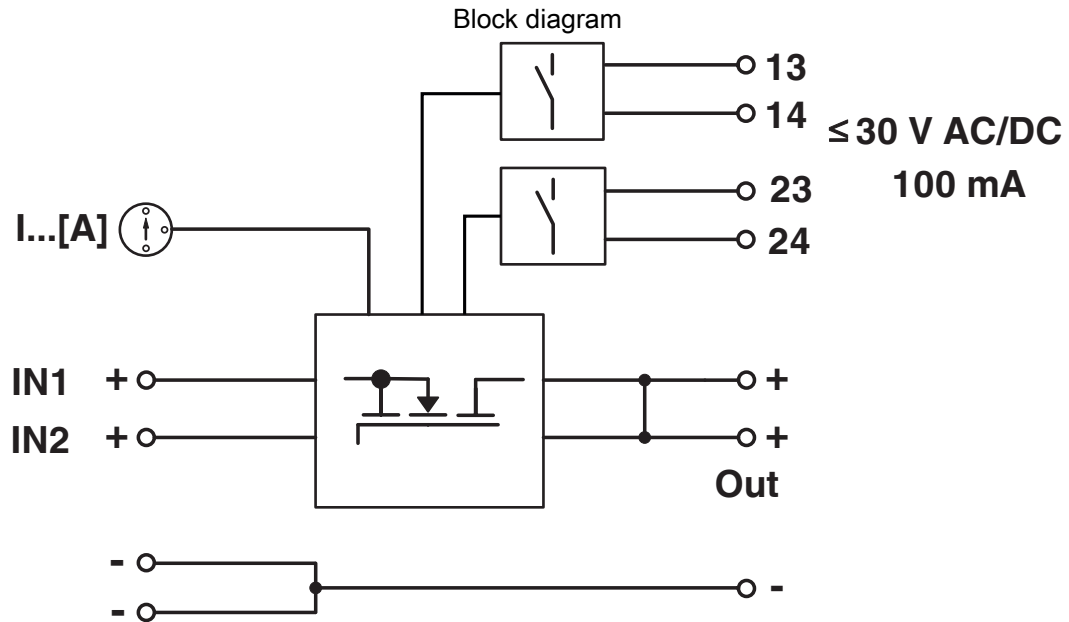 Block diagram
13
14
≤ 30 V AC/DC
100 mA
23
24
I...[A]
IN1 +
IN2 +
+
+
Out
-
-
-